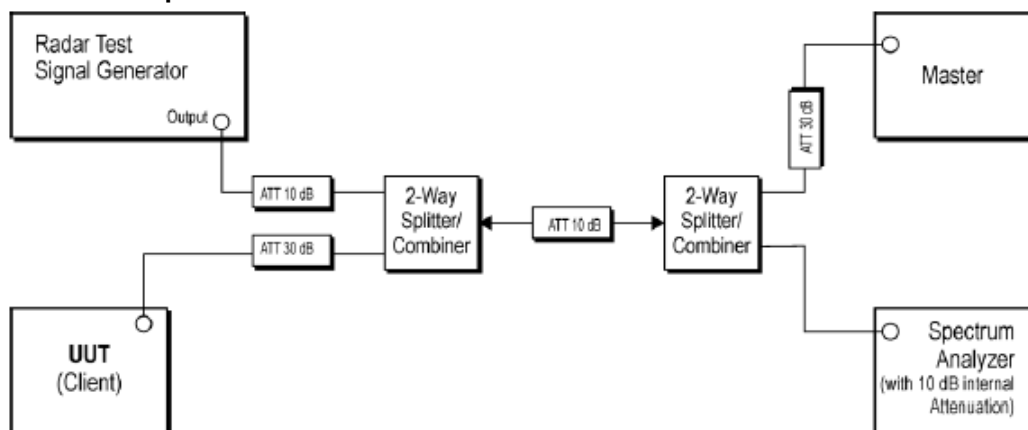 Radar Test
Signal Generator
Output
ATT 10 dB
ATT 30 dB
2-Way
Splitter/
Combiner
ATT 10 dB
2-Way
Splitter/
Combiner
ATT 30 dB
Master
UUT
(Client)
Spectrum
Analyzer
(with 10 dB internal
Attenuation)